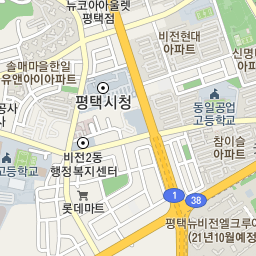 뉴코아아울렛
평택점
비전현대
아파트
솔매마을한일
유앤아이아파트
신명
아파
평택시청
공사
사
동일공업
고등학교
참이슬
아파트
비전2동
행정복지센터
고등학교
롯데마트
1
38
평택뉴비전엘크루
(21년10월예정